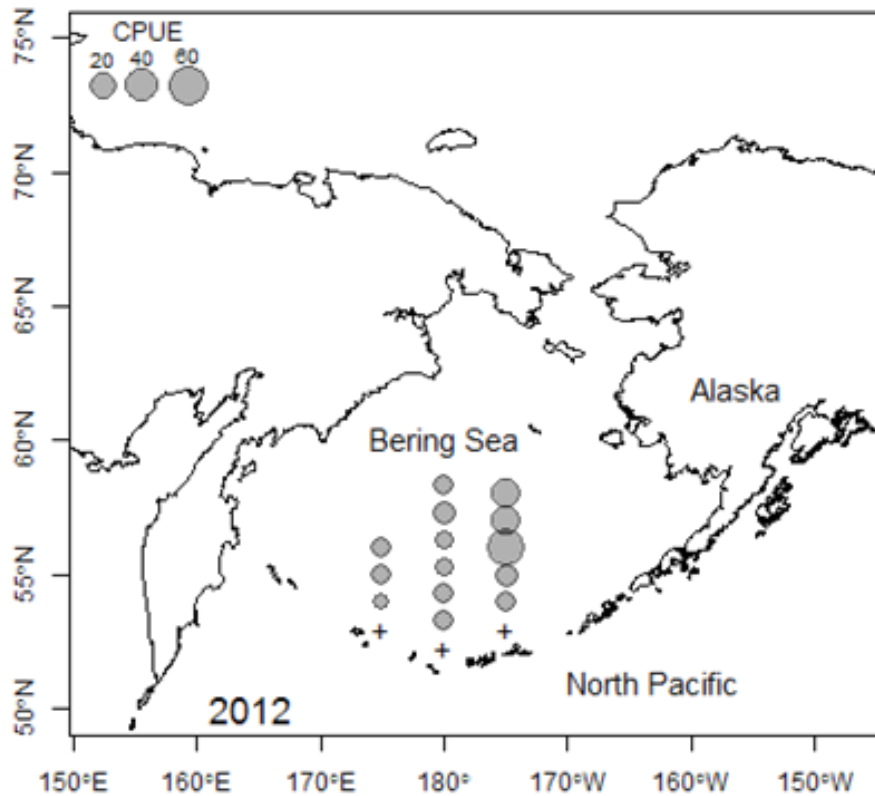 CPUE
20 40 60
75°N
70°N
65°N
60°N
55°N
50°N
Alaska
Bering Sea
+ + +
North Pacific
2012
150°E 160°E 170°E 180° 170°W 160°W 150°W